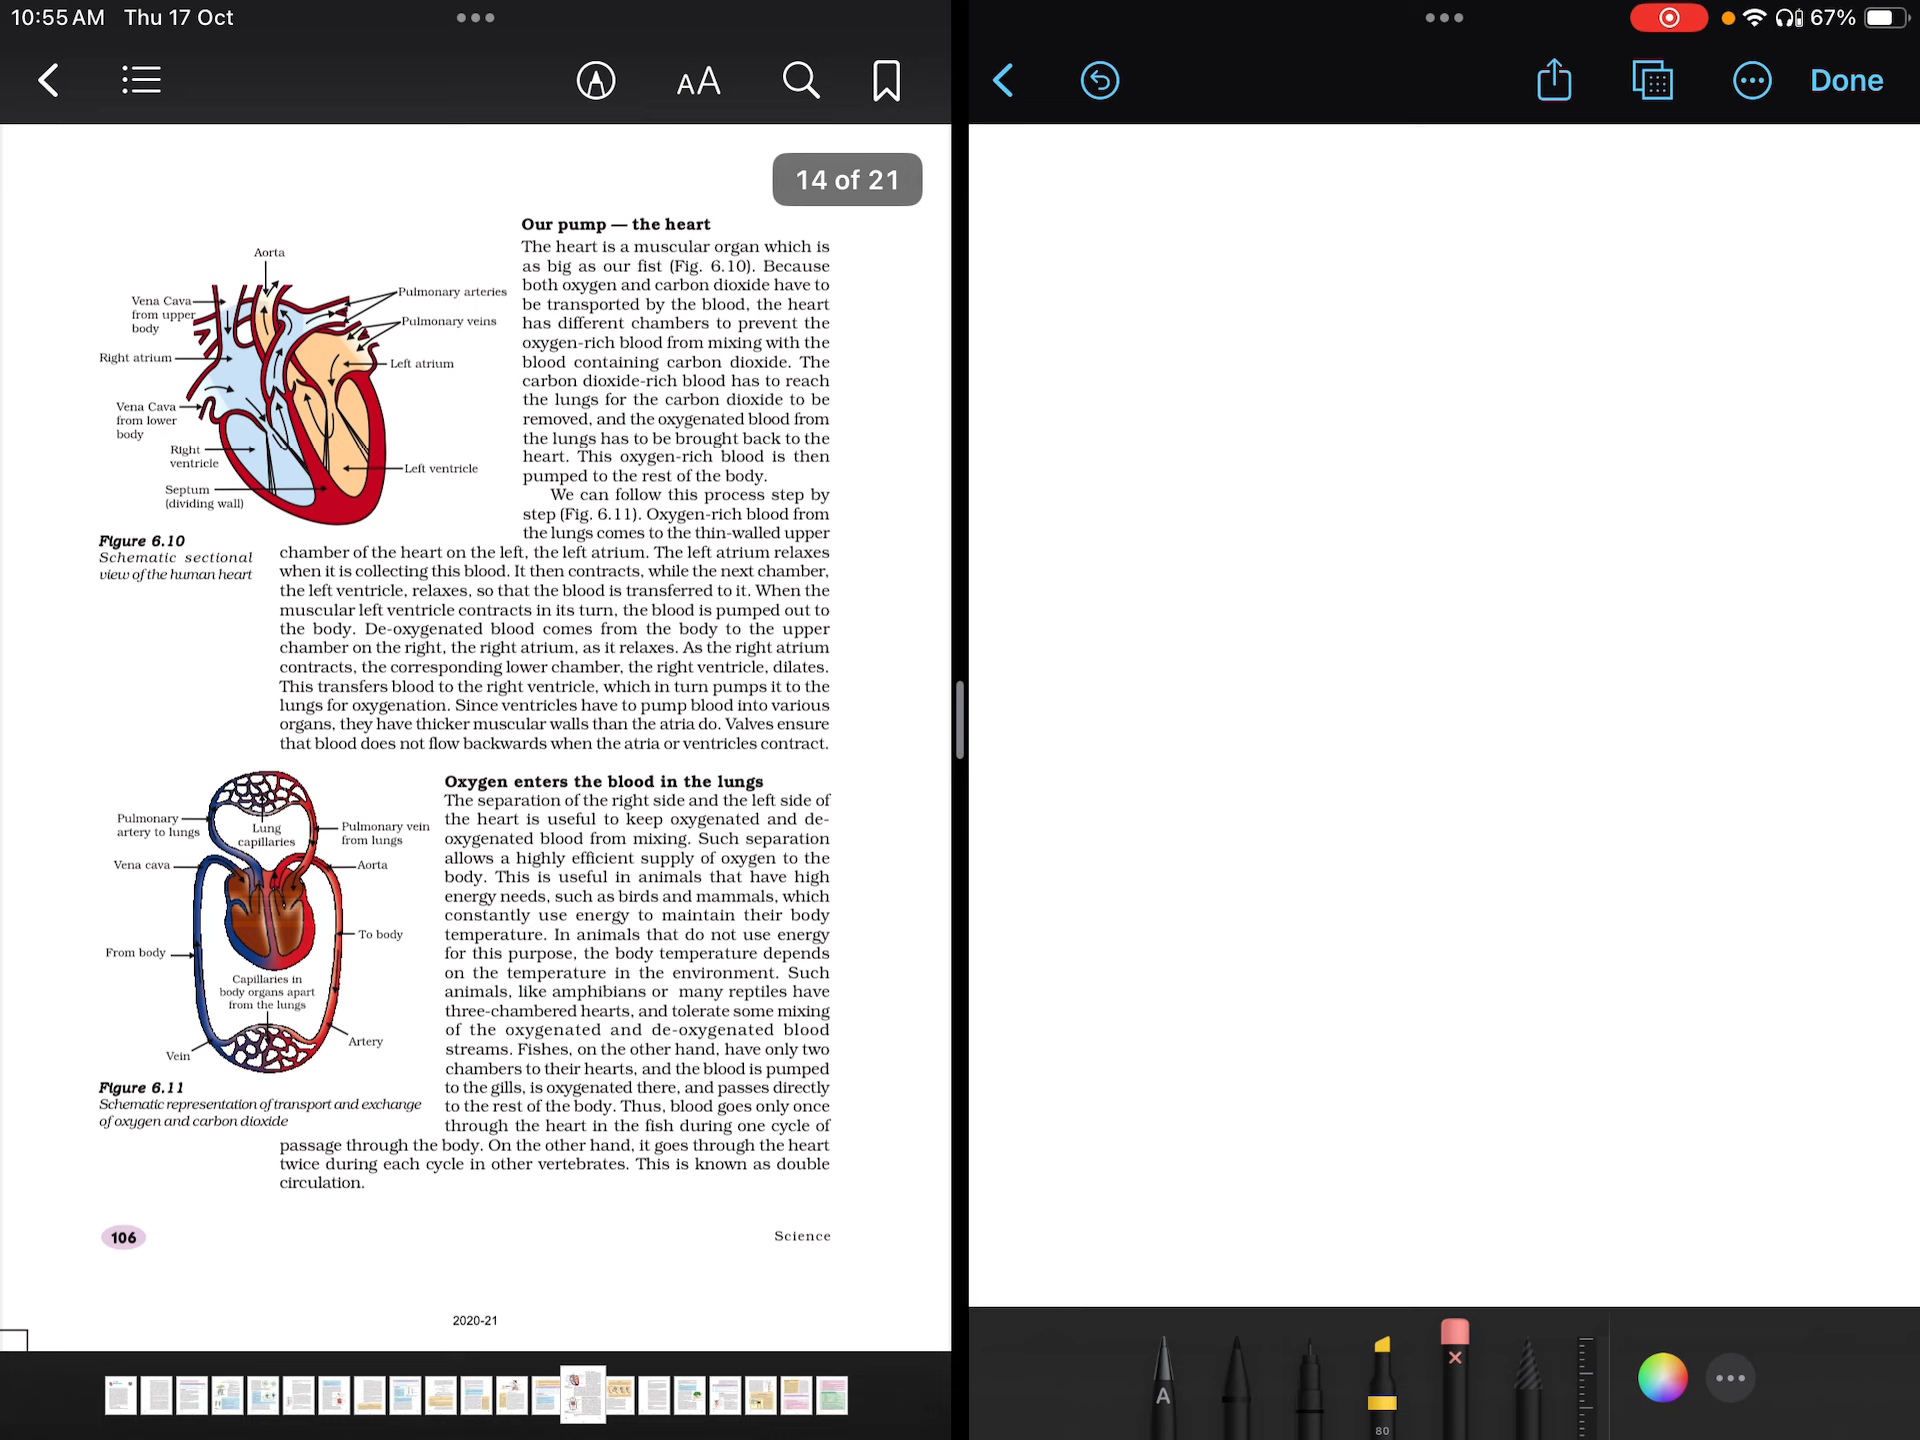 10:55 AM Thu 17 Oct
67%
Done
14 of 21
Our pump — the heart
The heart is a muscular organ which is
as big as our fist (Fig. 6.10). Because
both oxygen and carbon dioxide have to
be transported by the blood, the heart
has different chambers to prevent the
oxygen-rich blood from mixing with the
blood containing carbon dioxide. The
carbon dioxide-rich blood has to reach
the lungs for the carbon dioxide to be
removed, and the oxygenated blood from
the lungs has to be brought back to the
heart. This oxygen-rich blood is then
pumped to the rest of the body.
We can follow this process step by
step (Fig. 6.11). Oxygen-rich blood from
the lungs comes to the thin-walled upper
Aorta
Vena Cava
from upper
body
Pulmonary arteries
Pulmonary veins
Right atrium
Left atrium
Vena Cava
from lower
body
Right
ventricle
Left ventricle
Septum
(dividing wall)
Figure 6.10
Schematic sectional
view of the human heart
chamber of the heart on the left, the left atrium. The left atrium relaxes
when it is collecting this blood. It then contracts, while the next chamber,
the left ventricle, relaxes, so that the blood is transferred to it. When the
muscular left ventricle contracts in its turn, the blood is pumped out to
the body. De-oxygenated blood comes from the body to the upper
chamber on the right, the right atrium, as it relaxes. As the right atrium
contracts, the corresponding lower chamber, the right ventricle, dilates.
This transfers blood to the right ventricle, which in turn pumps it to the
lungs for oxygenation. Since ventricles have to pump blood into various
organs, they have thicker muscular walls than the atria do. Valves ensure
that blood does not flow backwards when the atria or ventricles contract.
Pulmonary
artery to lungs
Lung
capillaries
Pulmonary vein
from lungs
Vena cava
Aorta
From body
To body
Capillaries in
body organs apart
from the lungs
Vein
Artery
Figure 6.11
Schematic representation of transport and exchange
of oxygen and carbon dioxide
Oxygen enters the blood in the lungs
The separation of the right side and the left side of
the heart is useful to keep oxygenated and de-
oxygenated blood from mixing. Such separation
allows a highly efficient supply of oxygen to the
body. This is useful in animals that have high
energy needs, such as birds and mammals, which
constantly use energy to maintain their body
temperature. In animals that do not use energy
for this purpose, the body temperature depends
on the temperature in the environment. Such
animals, like amphibians or many reptiles have
three-chambered hearts, and tolerate some mixing
of the oxygenated and de-oxygenated blood
streams. Fishes, on the other hand, have only two
chambers to their hearts, and the blood is pumped
to the gills, is oxygenated there, and passes directly
to the rest of the body. Thus, blood goes only once
through the heart in the fish during one cycle of
passage through the body. On the other hand, it goes through the heart
twice during each cycle in other vertebrates. This is known as double
circulation.
106
Science
2020-21
A
80